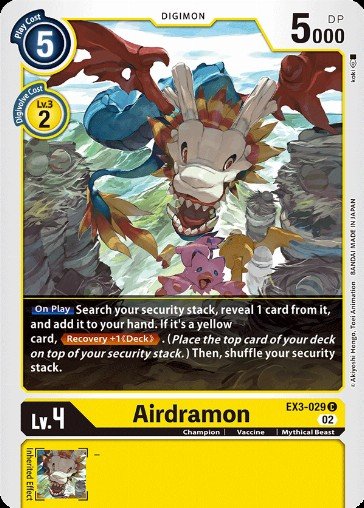 DIGIMON
Play Cost
5
Digivolve Cost
Lv.3
2
DP
5000
koki
On Play Search your security stack, reveal 1 card from it,
and add it to your hand. If it's a yellow
card, Recovery +1《Deck》. (Place the top card of your deck
on top of your security stack.) Then, shuffle your security
stack.
© Akiyoshi Hongo, Toei Animation BANDAI MADE IN JAPAN
Lv.4
Airdramon
EX3-029 C
02
Champion | Vaccine | Mythical Beast
Inherited Effect
-